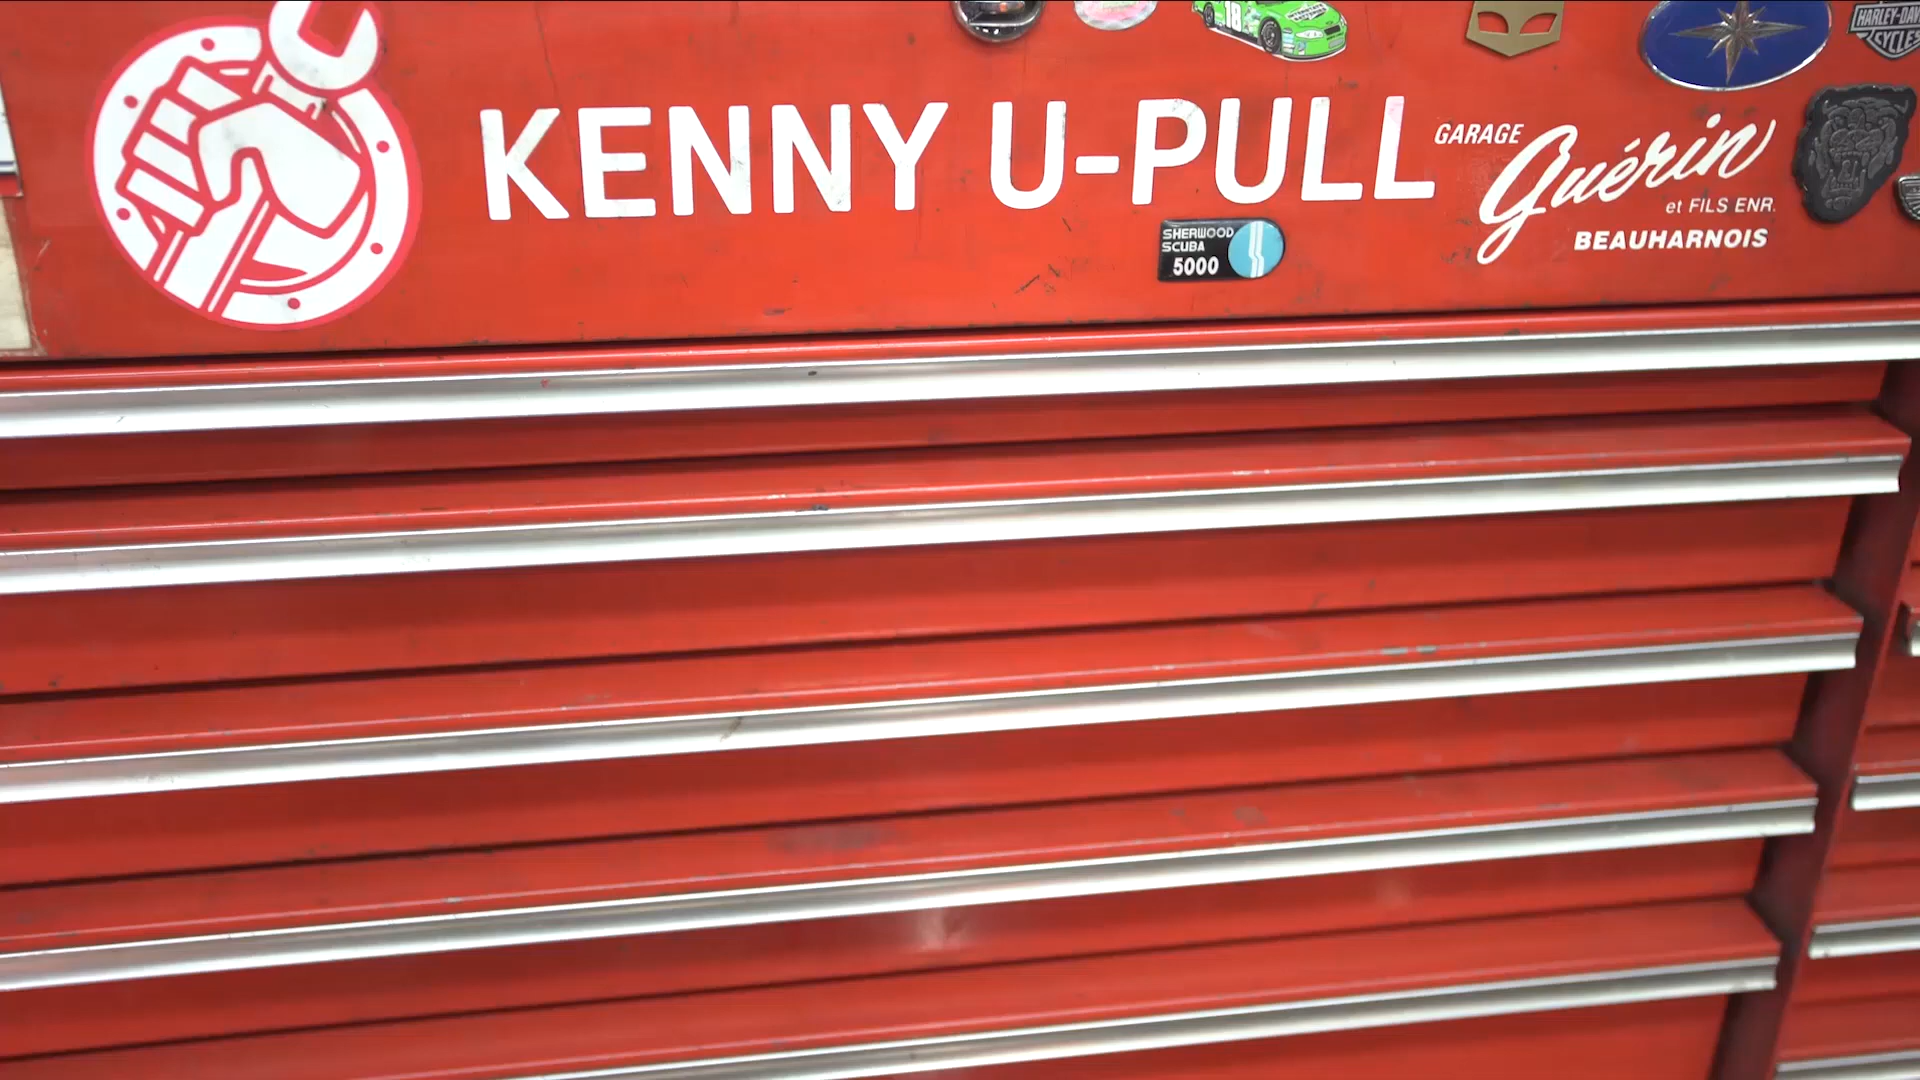 18
HARLEY-DAV
CYCLES
KENNY U-PULL
GARAGE
Guérin
et FILS ENR.
BEAUHARNOIS
SHERWOOD
SCUBA
5000